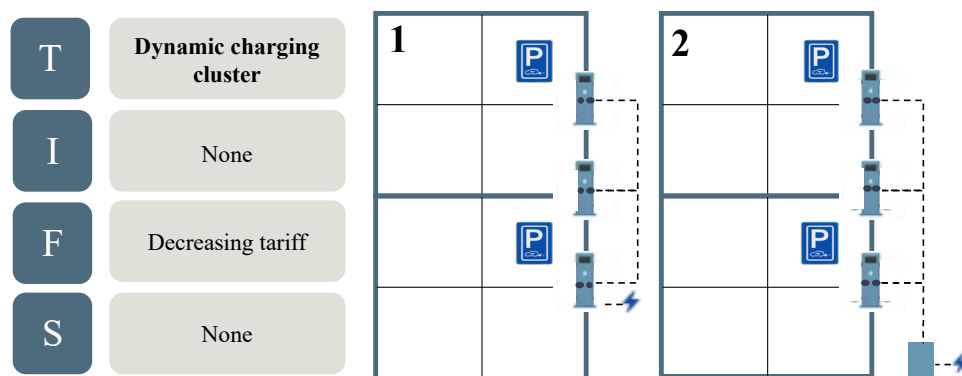 T
Dynamic charging
cluster
I
None
F
Decreasing tariff
S
None
1
P
P
2
P
P